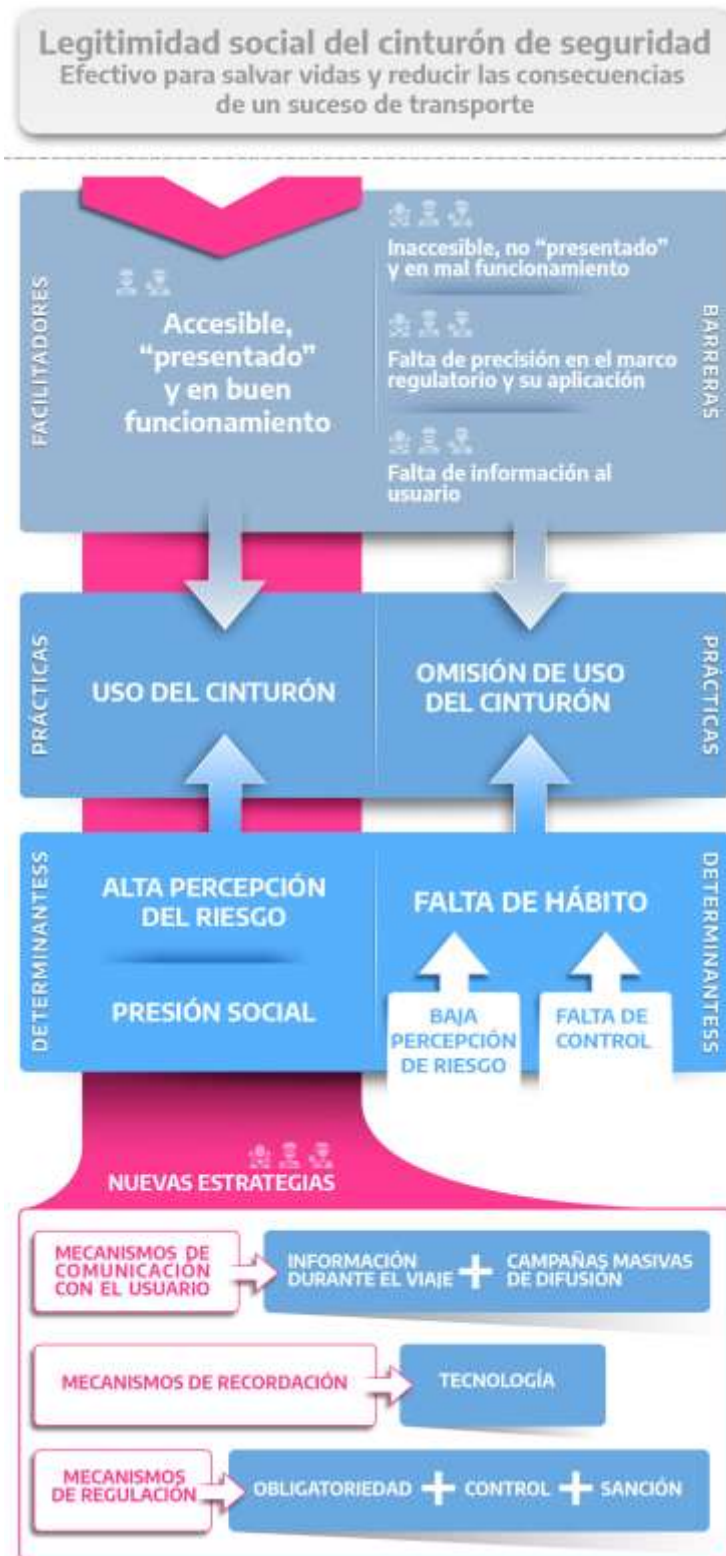 Legitimidad social del cinturón de seguridad
Efectivo para salvar vidas y reducir las consecuencias
de un suceso de transporte
FACILITADORES
Accesible,
“presentado”
y en buen
funcionamiento
Inaccesible, no “presentado”
y en mal funcionamiento
Falta de precisión en el marco
regulatorio y su aplicación
Falta de información al
usuario
BARRERAS
PRÁCTICAS
USO DEL CINTURÓN
OMISIÓN DE USO
DEL CINTURÓN
PRÁCTICAS
DETERMINANTESS
ALTA PERCEPCIÓN
DEL RIESGO
PRESIÓN SOCIAL
FALTA DE HÁBITO
BAJA
PERCEPCIÓN
DE RIESGO
FALTA DE
CONTROL
DETERMINANTESS
NUEVAS ESTRATEGIAS
MECANISMOS DE
COMUNICACIÓN
CON EL USUARIO
INFORMACIÓN
DURANTE EL VIAJE
+
CAMPAÑAS MASIVAS
DE DIFUSIÓN
MECANISMOS DE RECORDACIÓN
TECNOLOGÍA
MECANISMOS
DE REGULACIÓN
OBLIGATORIEDAD + CONTROL + SANCIÓN